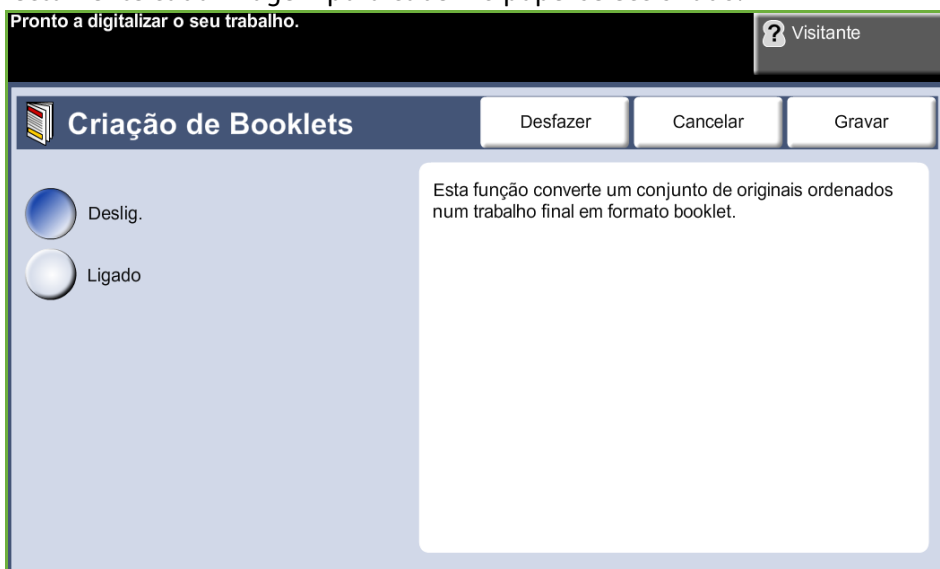 Pronto a digitalizar o seu trabalho.
? Visitante
Criação de Booklets
Desfazer
Cancelar
Gravar
Deslig.
Ligado
Esta função converte um conjunto de originais ordenados
num trabalho final em formato booklet.